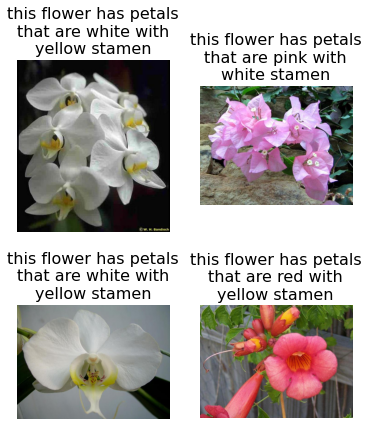 this flower has petals
that are white with
yellow stamen
this flower has petals
that are pink with
white stamen
this flower has petals
that are white with
yellow stamen
this flower has petals
that are red with
yellow stamen